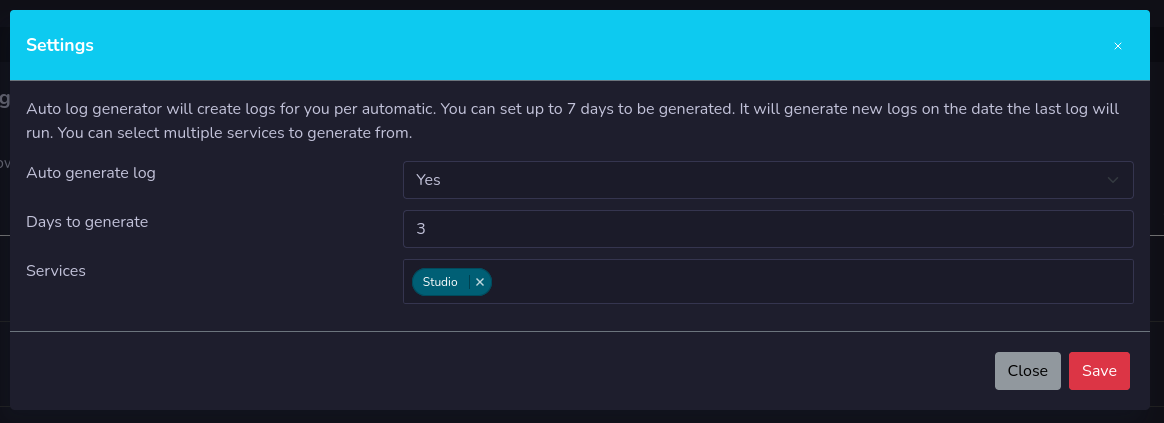 Settings
×
Auto log generator will create logs for you per automatic. You can set up to 7 days to be generated. It will generate new logs on the date the last log will
run. You can select multiple services to generate from.
Auto generate log
Yes
Days to generate
3
Services
Studio ×
Close
Save